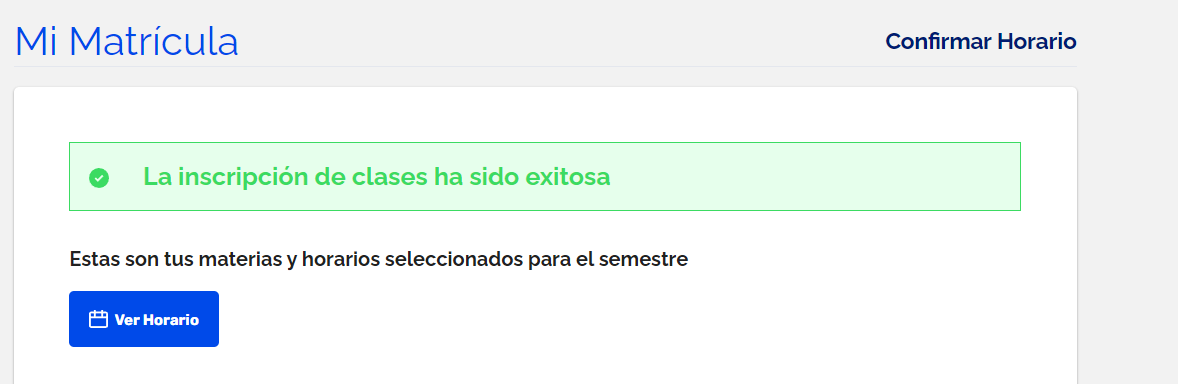 Mi Matrícula
Confirmar Horario
La inscripción de clases ha sido exitosa
Estas son tus materias y horarios seleccionados para el semestre
Ver Horario